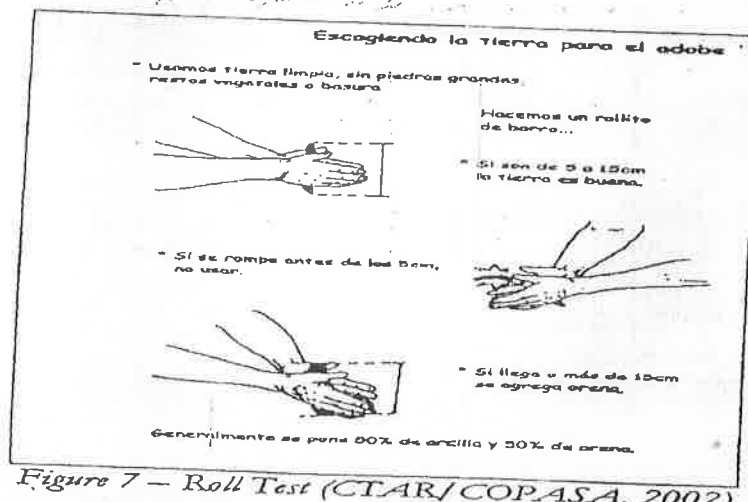 Escogiendo la Tierra para el adobe
- Usamos tierra limpia, sin piedras grandes,
restos vegetales o basura
Hacemos un rollito
de barro...
- Si son de 5 a 15cm
la tierra es buena.
- Si se rompe antes de los 5cm,
no usar.
- Si llega a más de 15cm
se agrega arena.
Generalmente se pone 50% de arcilla y 50% de arena.
Figure 7 – Roll Test (CTAR/COPASA, 2002)